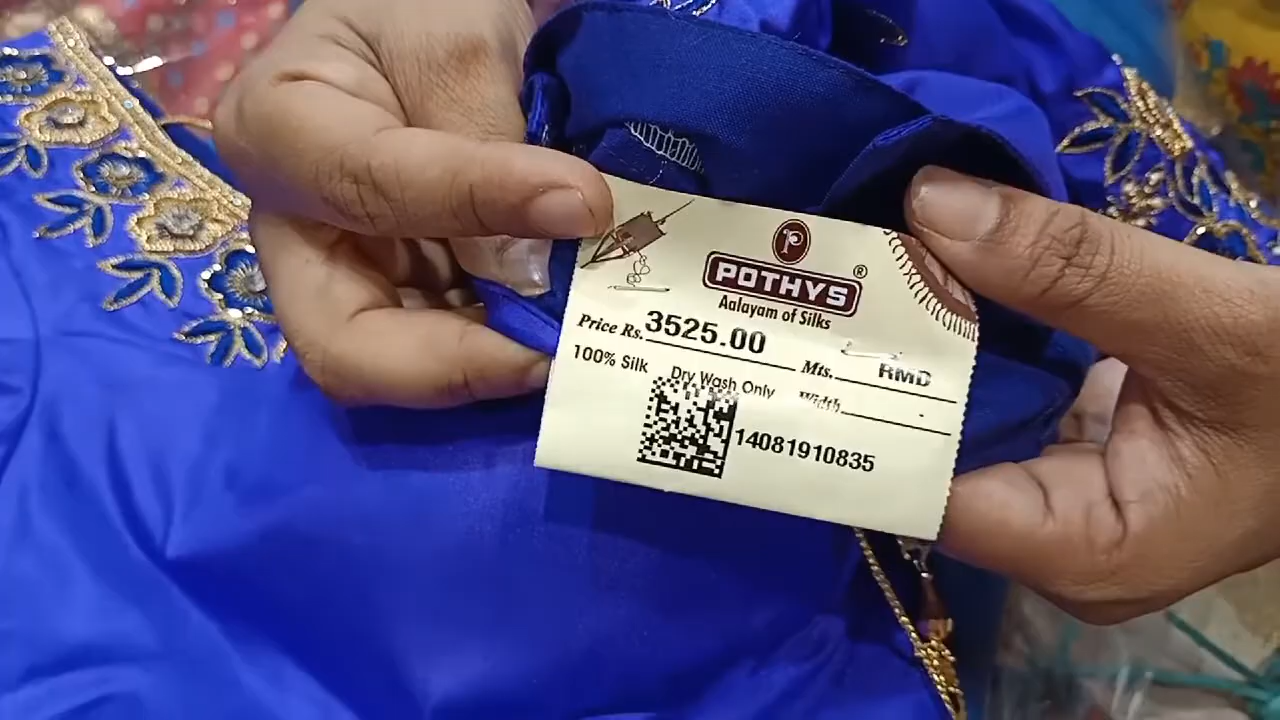 P
POTHYS ®
Aalayam of Silks
Price Rs. 3525.00
Mts. RMD
100% Silk Dry Wash Only Width -
14081910835